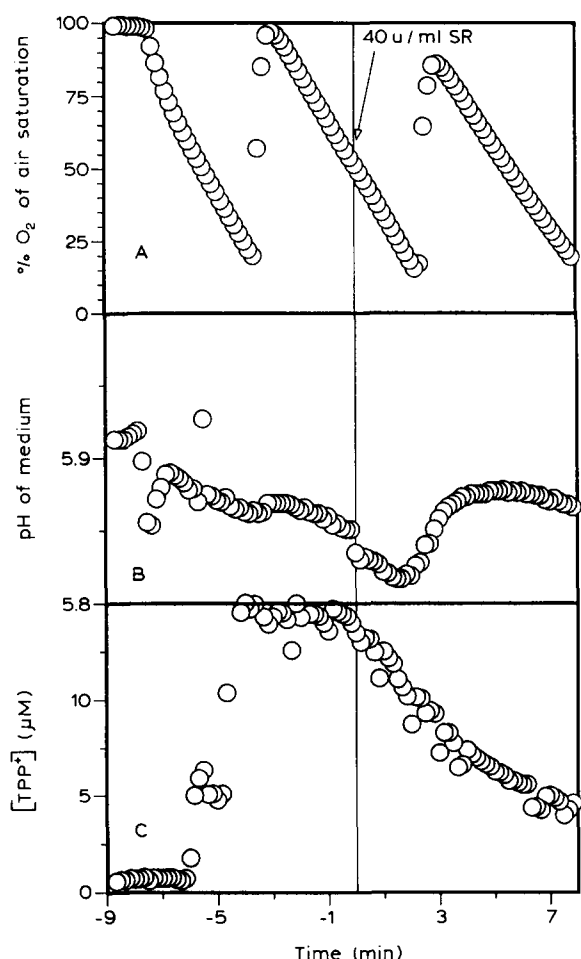 100
75
50
25
0
% O₂ of air saturation
A
40 u/ml SR
5.9
5.8
pH of medium
B
10
5
0
[TPP⁺] (μM)
C
-9
-5
-1
3
7
Time (min)